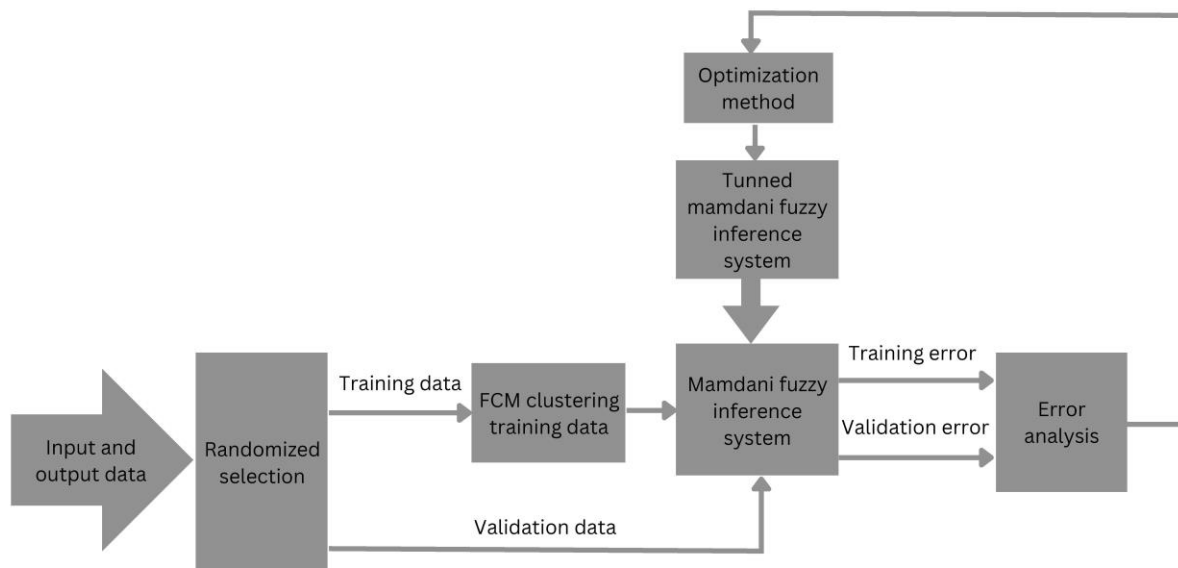 Optimization
method
Tunned
mamdani fuzzy
inference
system
Training error
Training data
FCM clustering
training data
Mamdani fuzzy
inference
system
Validation error
Error
analysis
Input and
output data
Randomized
selection
Validation data